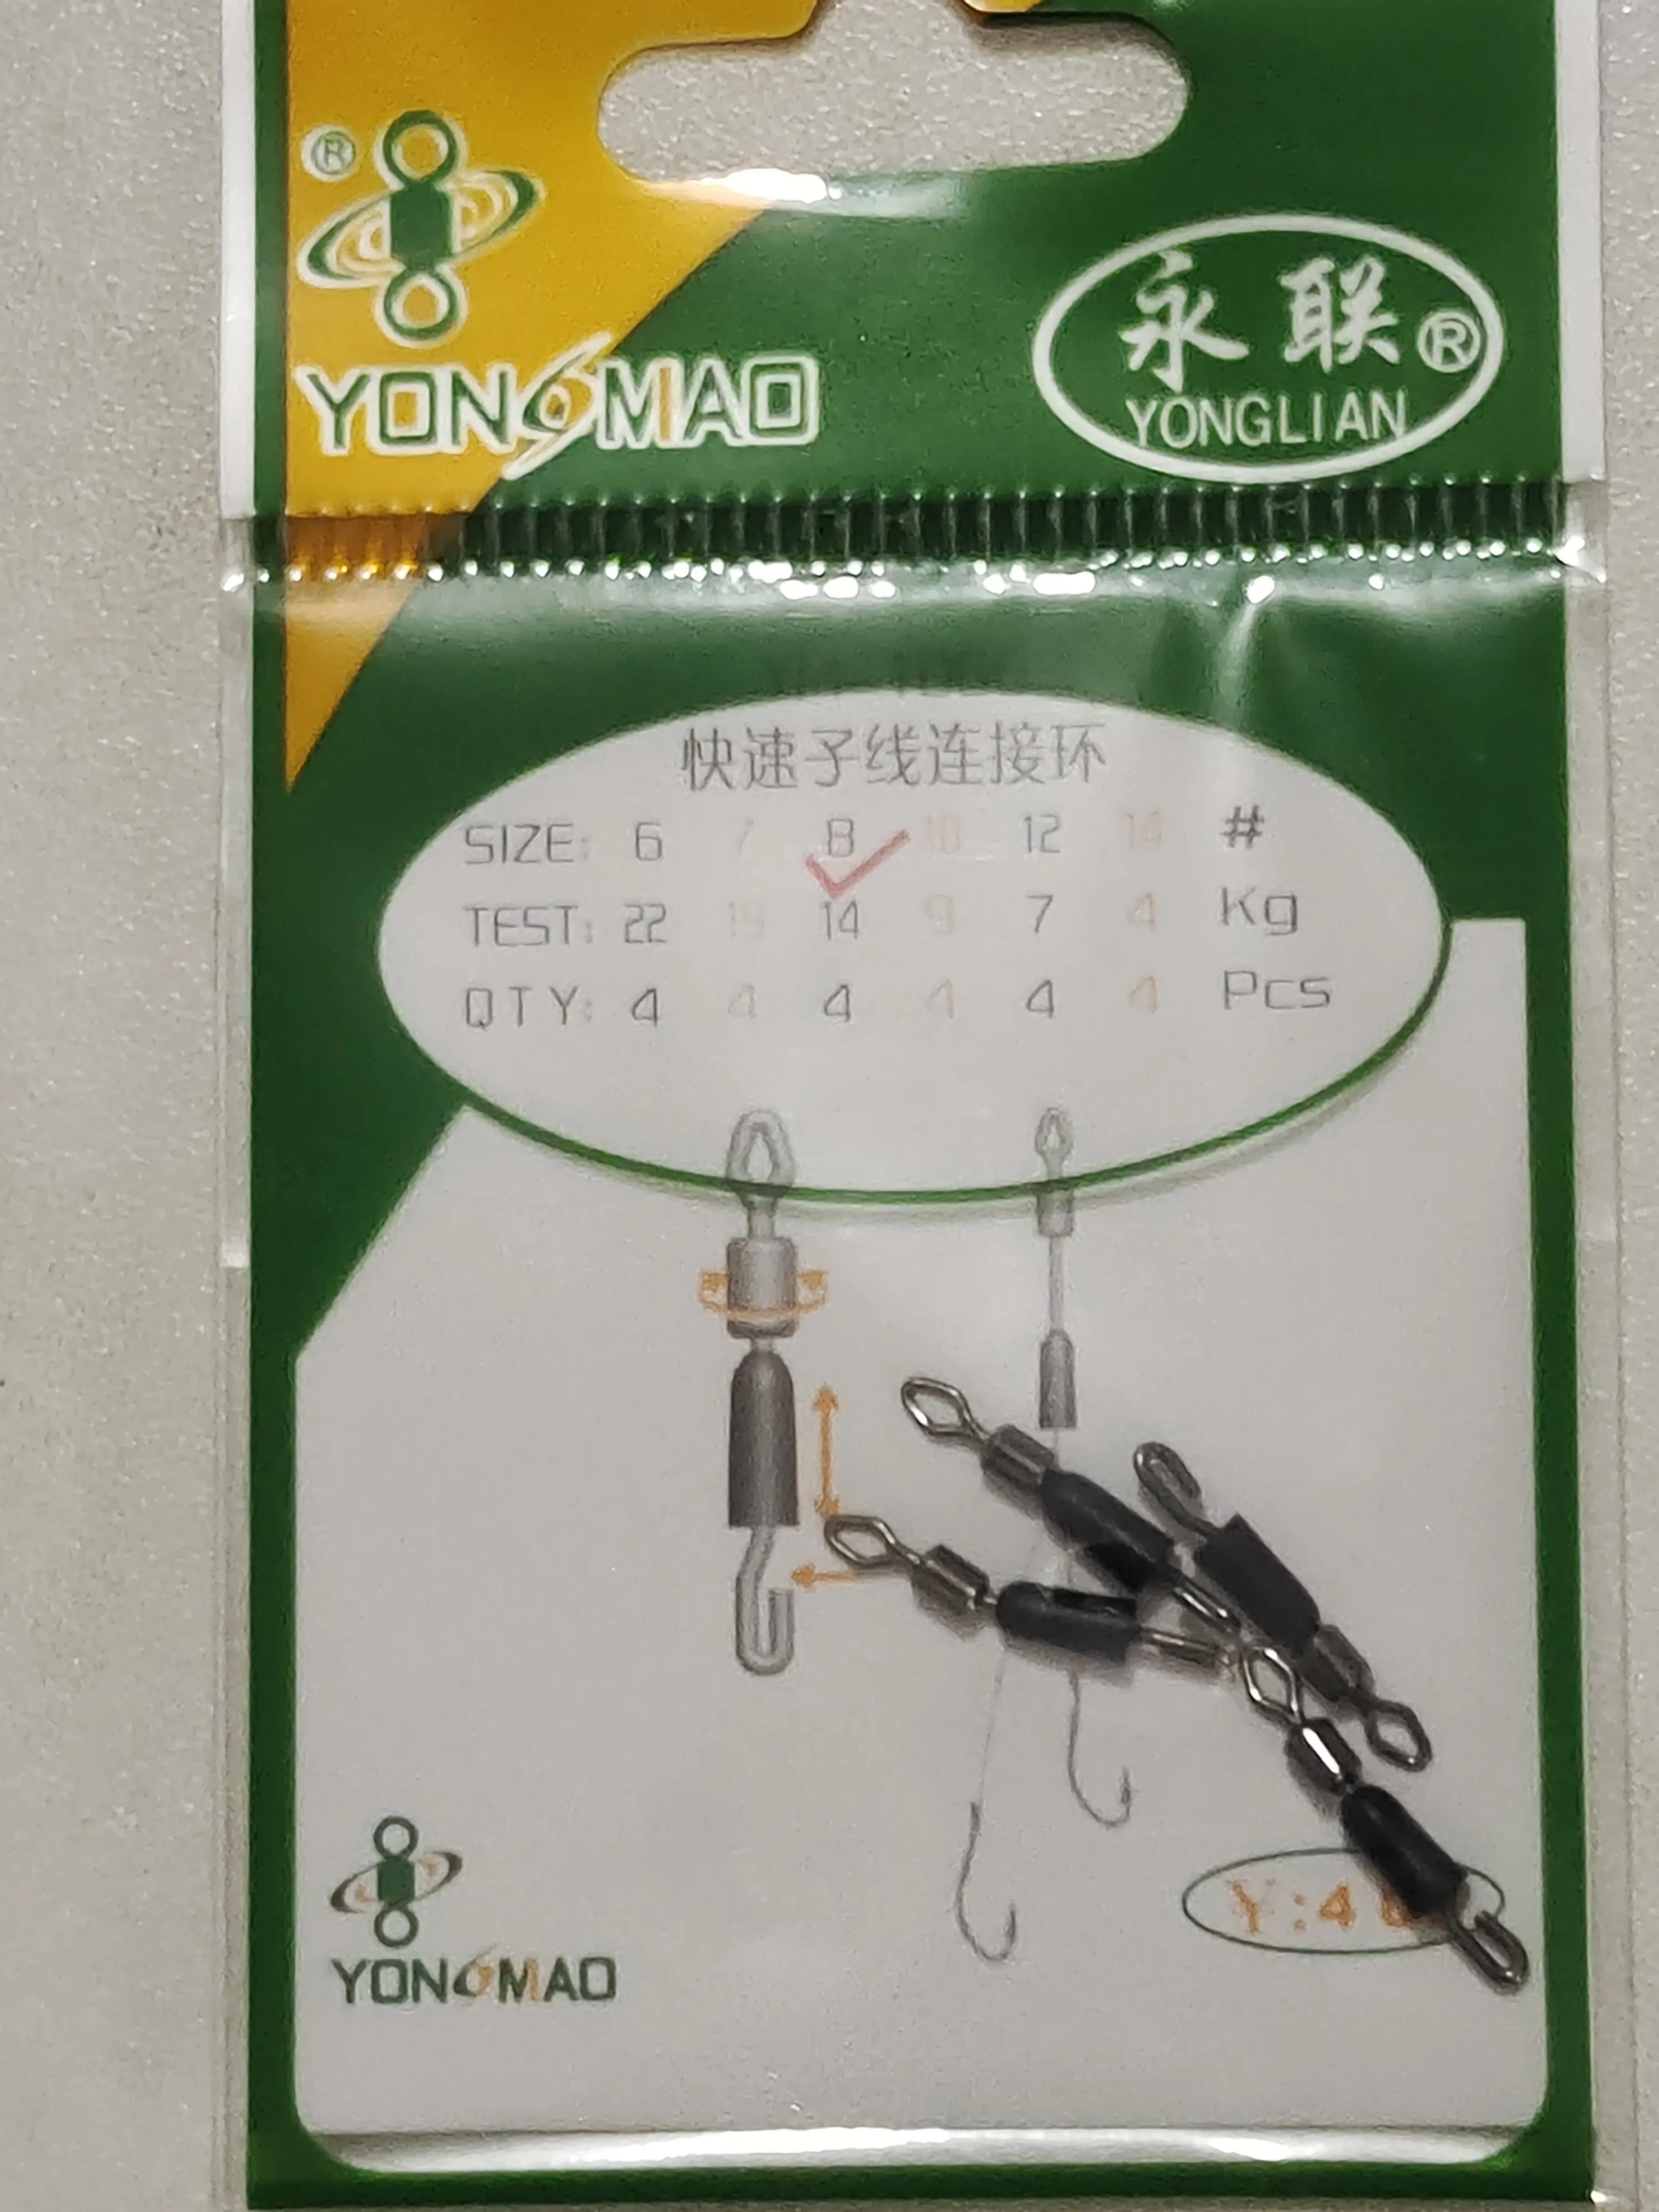 ®
YONGMAO
永联®
YONGLIAN
快速子线连接环
SIZE: 6 7 8 10 12 14 #
TEST: 22 19 14 9 7 4 Kg
QTY: 4 4 4 4 4 4 Pcs
YONGMAO